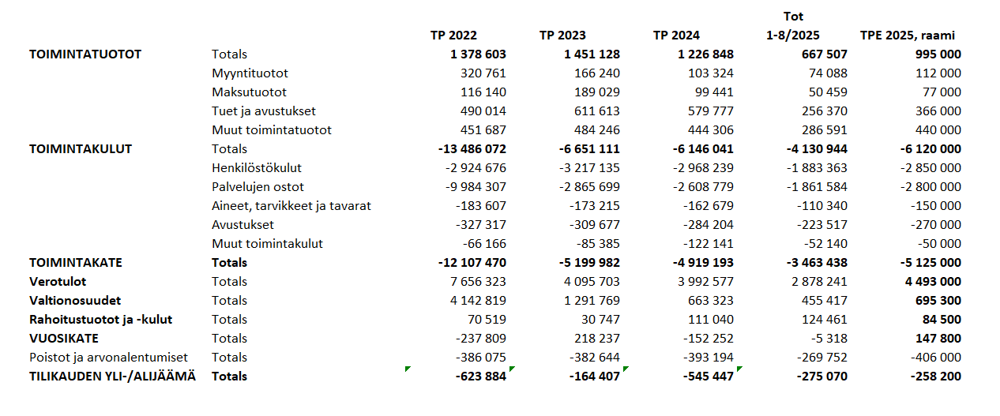 Tot
TP 2022 TP 2023 TP 2024 1-8/2025 TPE 2025, raami
TOIMINTATUOTOT Totals 1 378 603 1 451 128 1 226 848 667 507 995 000
Myyntituotot 320 761 166 240 103 324 74 088 112 000
Maksutuotot 116 140 189 029 99 441 50 459 77 000
Tuet ja avustukset 490 014 611 613 579 777 256 370 366 000
Muut toimintatuotot 451 687 484 246 444 306 286 591 440 000
TOIMINTAKULUT Totals -13 486 072 -6 651 111 -6 146 041 -4 130 944 -6 120 000
Henkilöstökulut -2 924 676 -3 217 135 -2 968 239 -1 883 363 -2 850 000
Palvelujen ostot -9 984 307 -2 865 699 -2 608 779 -1 861 584 -2 800 000
Aineet, tarvikkeet ja tavarat -183 607 -173 215 -162 679 -110 340 -150 000
Avustukset -327 317 -309 677 -284 204 -223 517 -270 000
Muut toimintakulut -66 166 -85 385 -122 141 -52 140 -50 000
TOIMINTAKATE Totals -12 107 470 -5 199 982 -4 919 193 -3 463 438 -5 125 000
Verotulot Totals 7 656 323 4 095 703 3 992 577 2 878 241 4 493 000
Valtionosuudet Totals 4 142 819 1 291 769 663 323 455 417 695 300
Rahoitustuotot ja -kulut Totals 70 519 30 747 111 040 124 461 84 500
VUOSIKATE Totals -237 809 218 237 -152 252 -5 318 147 800
Poistot ja arvonalentumiset Totals -386 075 -382 644 -393 194 -269 752 -406 000
TILIKAUDEN YLI-/ALIJÄÄMÄ Totals -623 884 -164 407 -545 447 -275 070 -258 200